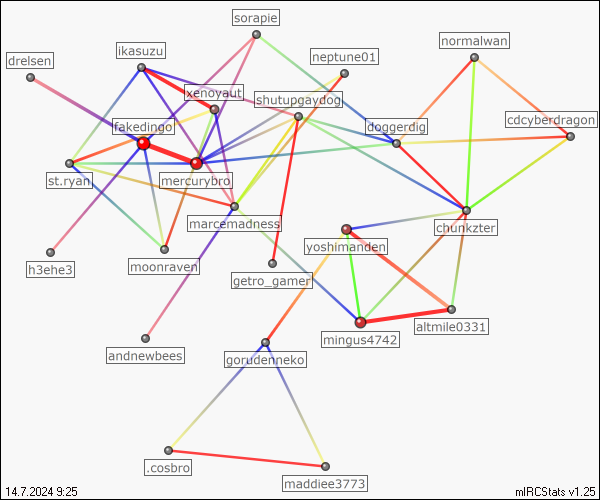 sorapie
normalwan
ikasuzu
neptune01
drelsen
xenoyaut
shutupgaydog
cdcyberdragon
fakedingo
doggerdig
st.ryan
mercurybro
marcemadness
chunkzter
yoshimanden
h3ehe3
moonraven
getro_gamer
altmile0331
mingus4742
andnewbees
gorudenneko
.cosbro
maddiee3773
14.7.2024 9:25
mIRCStats v1.25